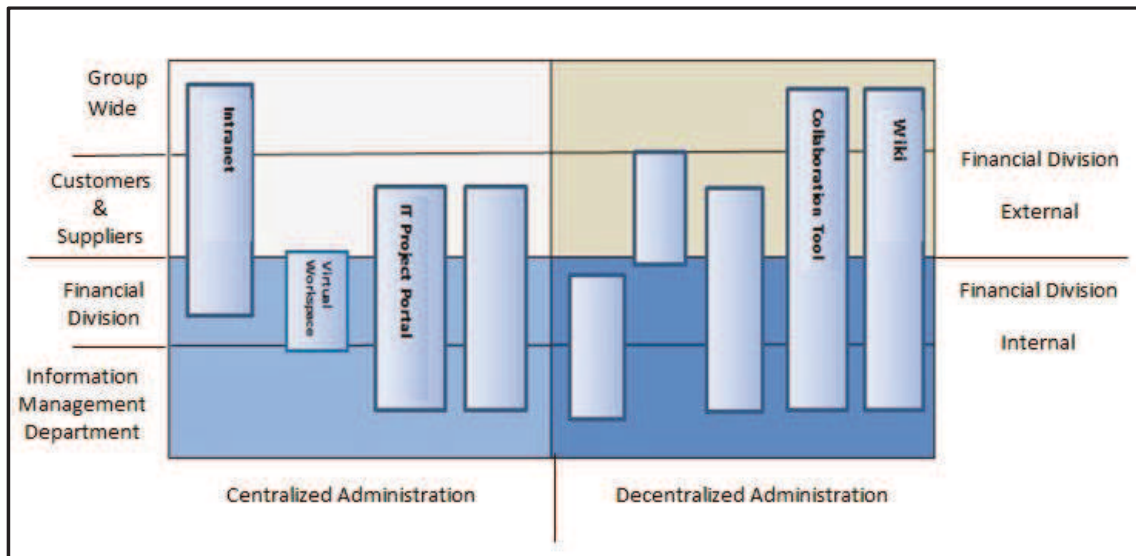 Group
Wide
Customers
&
Suppliers
Financial
Division
Information
Management
Department
Intranet
Virtual
Workspace
IT Project Portal
Collaboration Tool
Wiki
Financial Division
External
Financial Division
Internal
Centralized Administration
Decentralized Administration